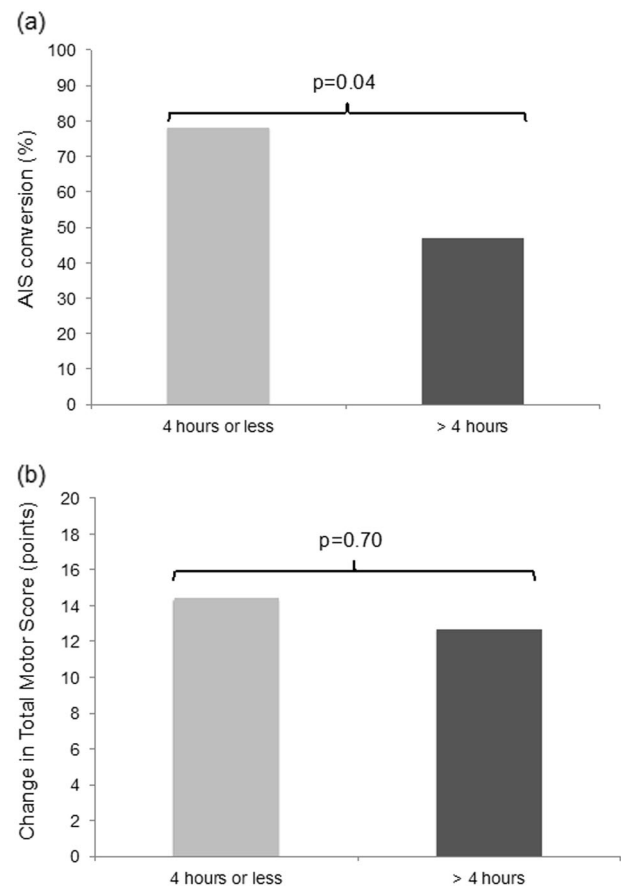 (a)
AIS conversion (%)
100
90
80
70
60
50
40
30
20
10
0
p=0.04
4 hours or less
> 4 hours
(b)
Change in Total Motor Score (points)
20
18
16
14
12
10
8
6
4
2
0
p=0.70
4 hours or less
> 4 hours